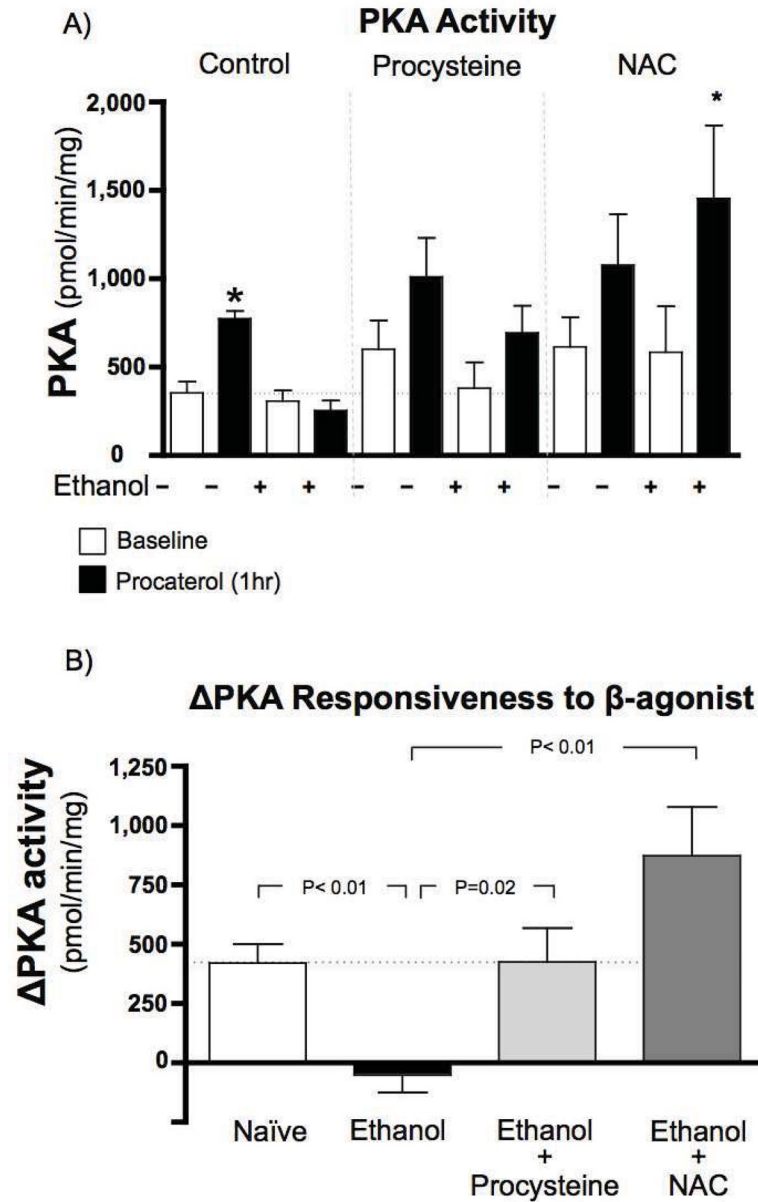 A)
PKA Activity
Control Procysteine NAC
2,000
1,500
1,000
500
0
PKA (pmol/min/mg)
* *
Ethanol – – + + – – + + – – + +
Baseline
Procaterol (1hr)
B)
ΔPKA Responsiveness to β-agonist
P< 0.01
1,250
1,000
750
500
250
0
ΔPKA activity
(pmol/min/mg)
P< 0.01 P=0.02
Naïve Ethanol Ethanol Ethanol
+ +
Procysteine NAC